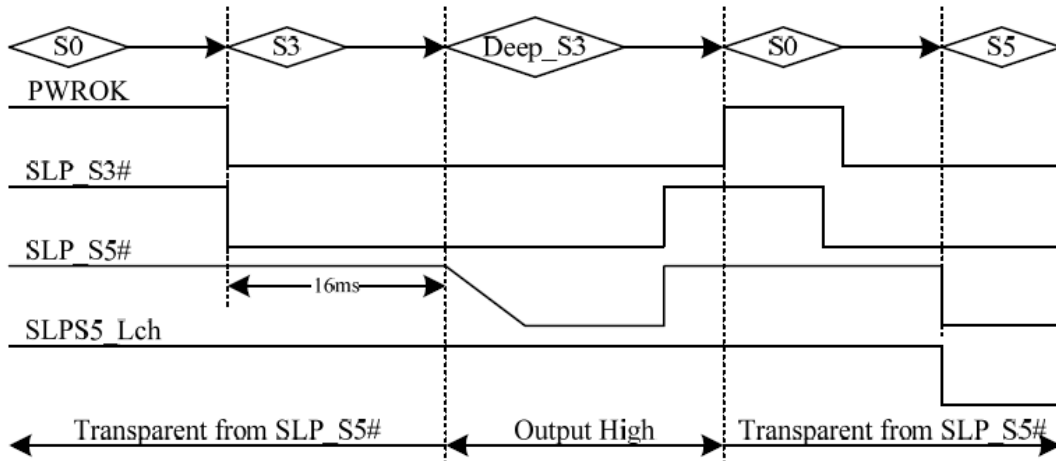 S0 S3 Deep_S3 S0 S5
PWROK
SLP_S3#
SLP_S5#
16ms
SLPS5_Lch
Transparent from SLP_S5# Output High Transparent from SLP_S5#